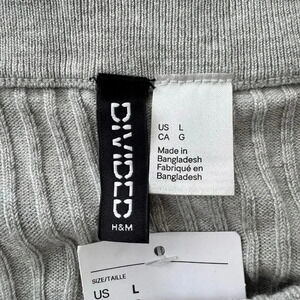 DIVIDED
H&M
US L
CA G
Made in
Bangladesh
Fabriqué en
Bangladesh
SIZE/TAILLE
US L